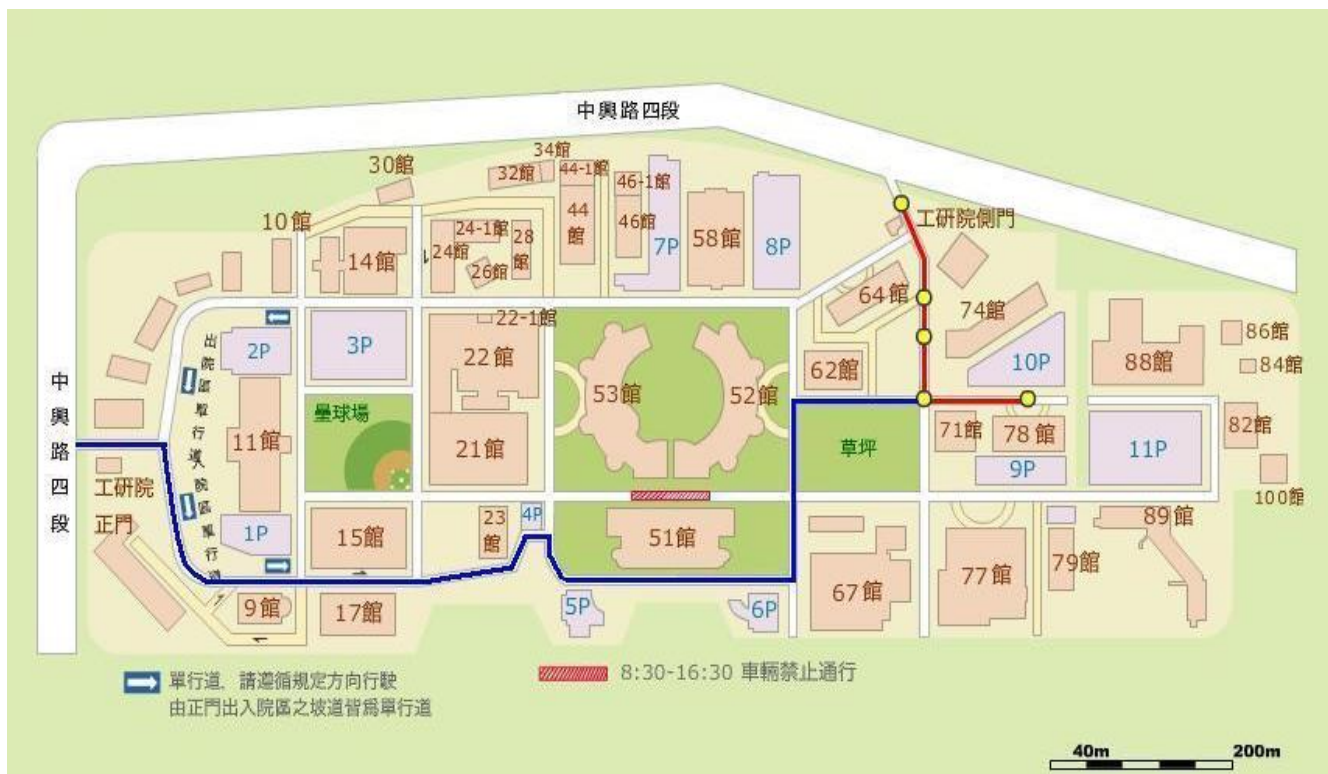 中興路四段
34館
30館
32館
44-1館
46-1館
10館
24-1館
28館
44館
46館
7P
58館
8P
工研院側門
14館
24館
26館
64館
74館
22-1館
出院區單行道
2P
3P
22館
53館
52館
62館
10P
88館
86館
84館
中興路四段
11館
壘球場
21館
草坪
71館
78館
9P
11P
82館
100館
工研院
正門
入院區單行道
1P
15館
23館
4P
51館
67館
77館
79館
89館
9館
17館
5P
6P
單行道、請遵循規定方向行駛
由正門出入院區之坡道皆為單行道
8:30-16:30 車輛禁止通行
40m
200m